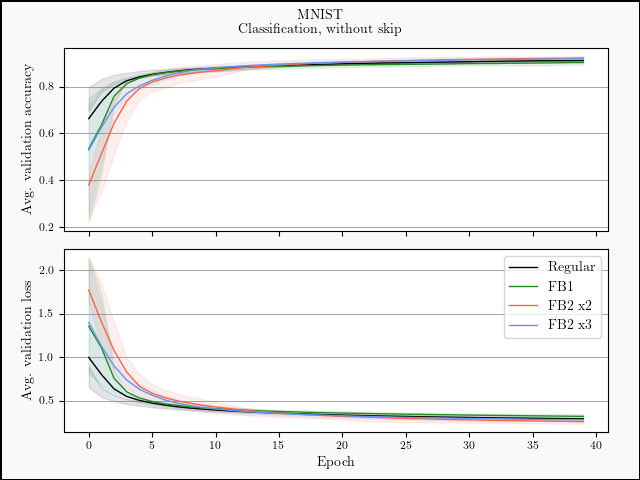 MNIST
Classification, without skip
Avg. validation accuracy
0.8
0.6
0.4
0.2
Avg. validation loss
2.0
1.5
1.0
0.5
Regular
FB1
FB2 x2
FB2 x3
0 5 10 15 20 25 30 35 40
Epoch